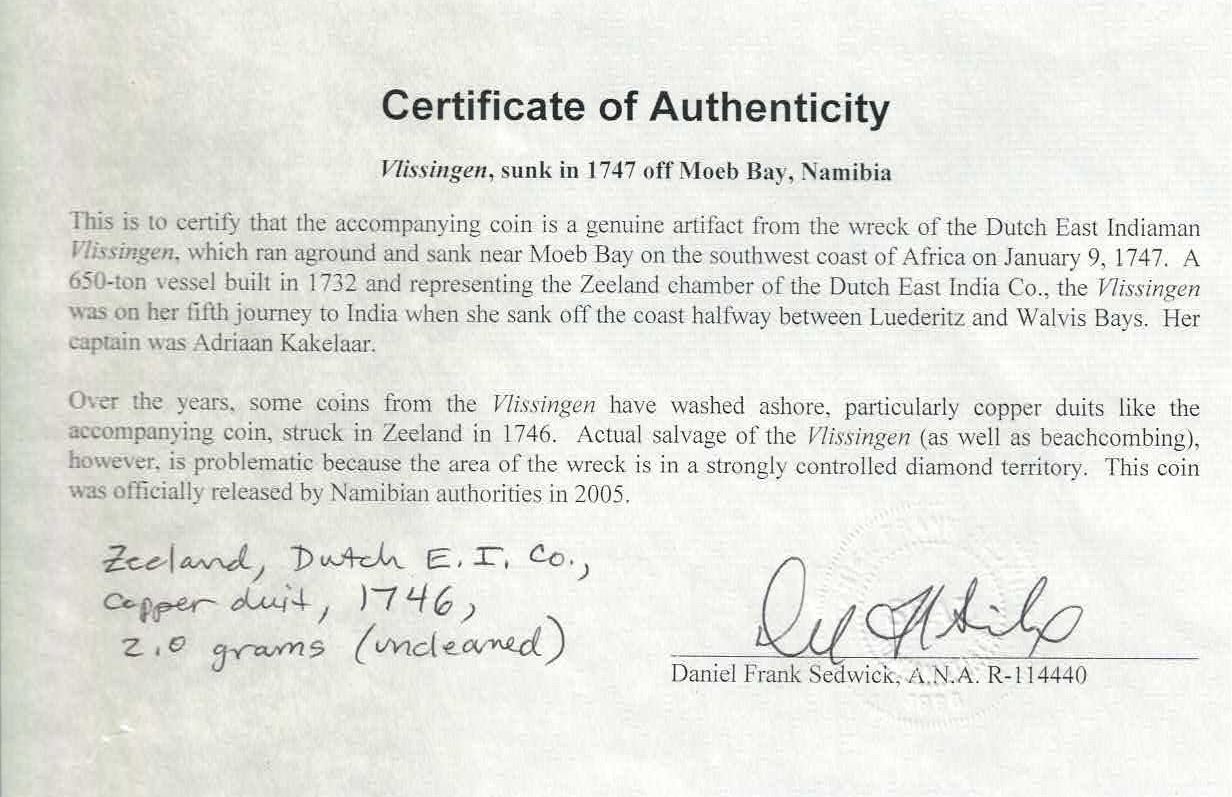 Certificate of Authenticity
Vlissingen, sunk in 1747 off Moeb Bay, Namibia
This is to certify that the accompanying coin is a genuine artifact from the wreck of the Dutch East Indiaman
Vlissingen, which ran aground and sank near Moeb Bay on the southwest coast of Africa on January 9, 1747. A
650-ton vessel built in 1732 and representing the Zeeland chamber of the Dutch East India Co., the Vlissingen
was on her fifth journey to India when she sank off the coast halfway between Luederitz and Walvis Bays. Her
captain was Adriaan Kakelaar.
Over the years, some coins from the Vlissingen have washed ashore, particularly copper duits like the
accompanying coin, struck in Zeeland in 1746. Actual salvage of the Vlissingen (as well as beachcombing),
however, is problematic because the area of the wreck is in a strongly controlled diamond territory. This coin
was officially released by Namibian authorities in 2005.
Zeeland, Dutch E. I. Co.,
copper duit, 1746,
2.0 grams (uncleaned)
Daniel Frank Sedwick, A.N.A. R-114440